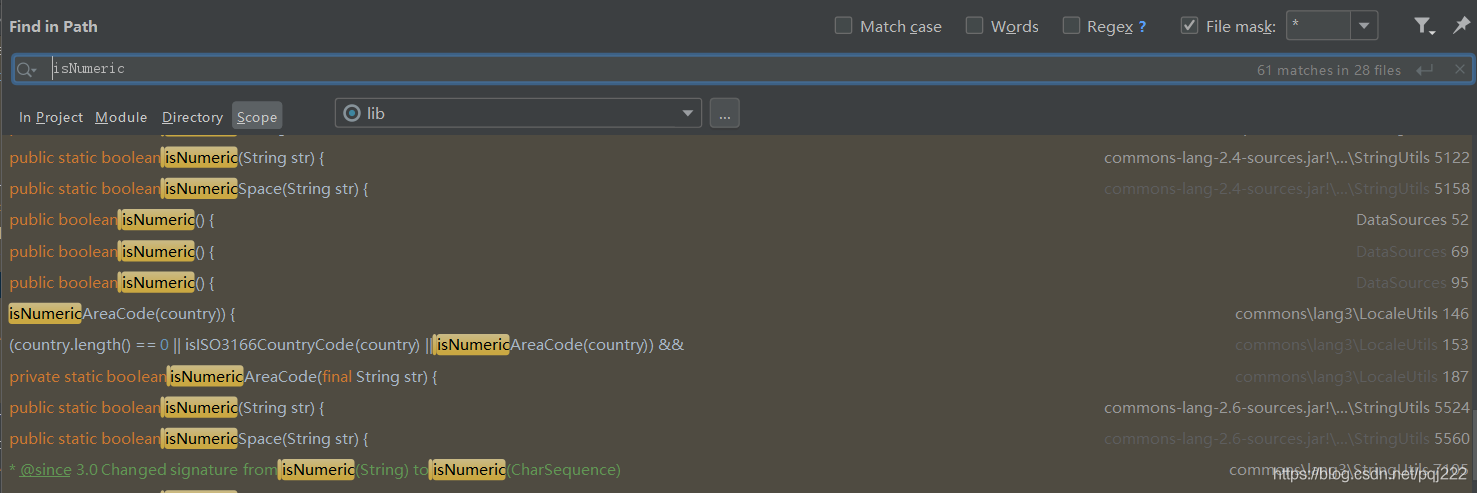 Find in Path Match case Words Regex ? File mask: *
isNumeric 61 matches in 28 files
In Project Module Directory Scope lib ...
public static boolean isNumeric(String str) { commons-lang-2.4-sources.jar!\...\StringUtils 5122
public static boolean isNumericSpace(String str) { commons-lang-2.4-sources.jar!\...\StringUtils 5158
public boolean isNumeric() { DataSources 52
public boolean isNumeric() { DataSources 69
public boolean isNumeric() { DataSources 95
isNumericAreaCode(country)) { commons\lang3\LocaleUtils 146
(country.length() == 0 || isISO3166CountryCode(country) || isNumericAreaCode(country)) && commons\lang3\LocaleUtils 153
private static boolean isNumericAreaCode(final String str) { commons\lang3\LocaleUtils 187
public static boolean isNumeric(String str) { commons-lang-2.6-sources.jar!\...\StringUtils 5524
public static boolean isNumericSpace(String str) { commons-lang-2.6-sources.jar!\...\StringUtils 5560
* @since 3.0 Changed signature from isNumeric(String) to isNumeric(CharSequence) commons\lang3\StringUtils 7105
https://blog.csdn.net/pqj222